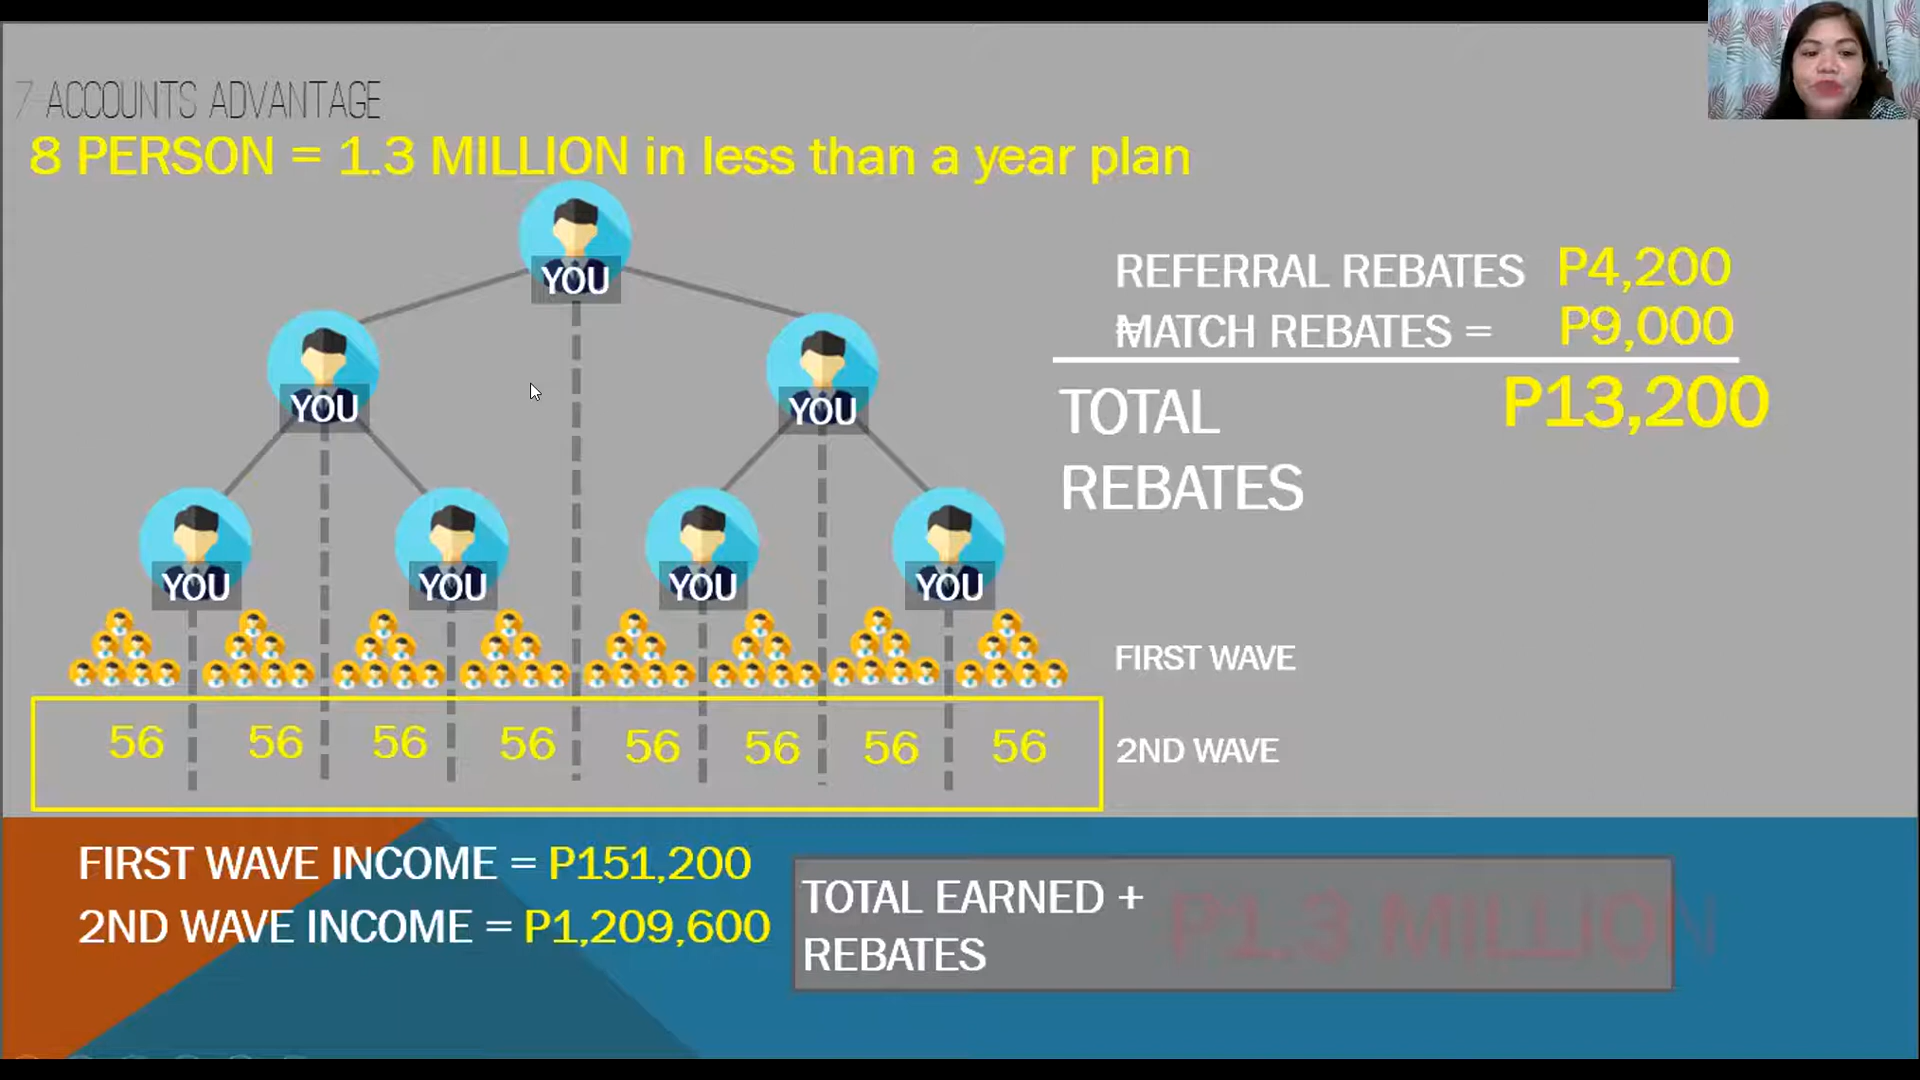 7 ACCOUNTS ADVANTAGE
8 PERSON = 1.3 MILLION in less than a year plan
YOU
YOU
YOU
YOU
YOU
YOU
YOU
REFERRAL REBATES P4,200
MATCH REBATES = P9,000
TOTAL P13,200
REBATES
FIRST WAVE
56 56 56 56 56 56 56 56
2ND WAVE
FIRST WAVE INCOME = P151,200
2ND WAVE INCOME = P1,209,600
TOTAL EARNED +
REBATES
P1.3 MILLION